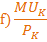 f) MU_K / P_K